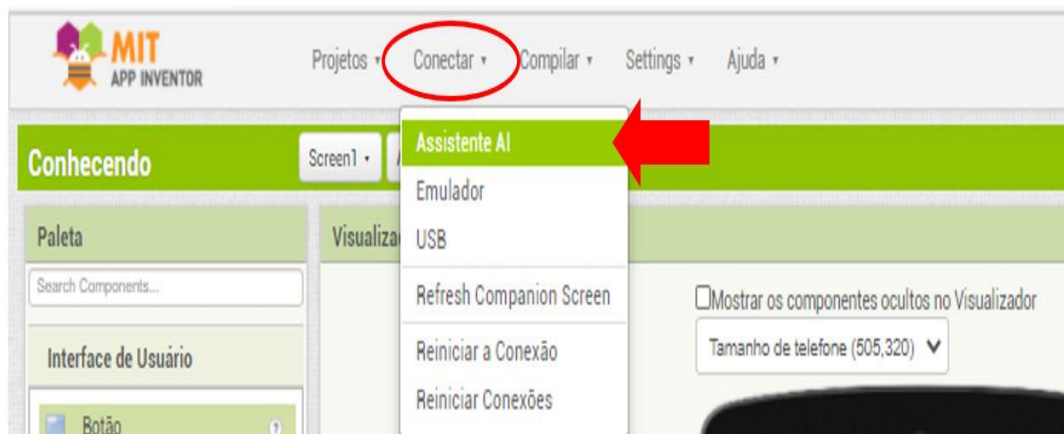 MIT
APP INVENTOR
Projetos Conectar Compilar Settings Ajuda
Conhecendo
Screen1
Assistente AI
Emulador
USB
Refresh Companion Screen
Reiniciar a Conexão
Reiniciar Conexões
Paleta
Search Components...
Interface de Usuário
Botão ?
Mostrar os componentes ocultos no Visualizador
Tamanho de telefone (505,320)